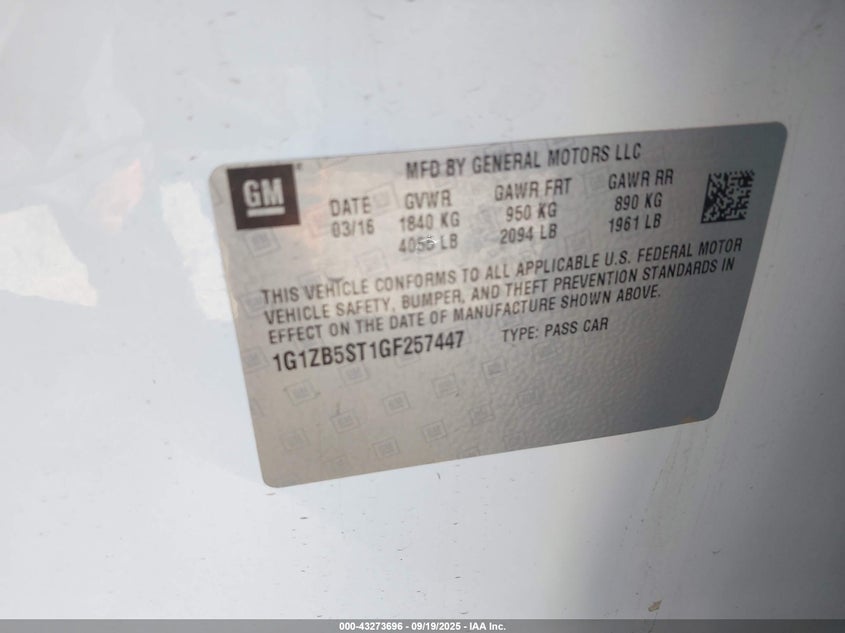 GM
MFD BY GENERAL MOTORS LLC
DATE GVWR GAWR FRT GAWR RR
03/16 1840 KG 950 KG 890 KG
4056 LB 2094 LB 1961 LB
THIS VEHICLE CONFORMS TO ALL APPLICABLE U.S. FEDERAL MOTOR
VEHICLE SAFETY, BUMPER, AND THEFT PREVENTION STANDARDS IN
EFFECT ON THE DATE OF MANUFACTURE SHOWN ABOVE.
1G1ZB5ST1GF257447 TYPE: PASS CAR
000-43273696 - 09/19/2025 - IAA Inc.